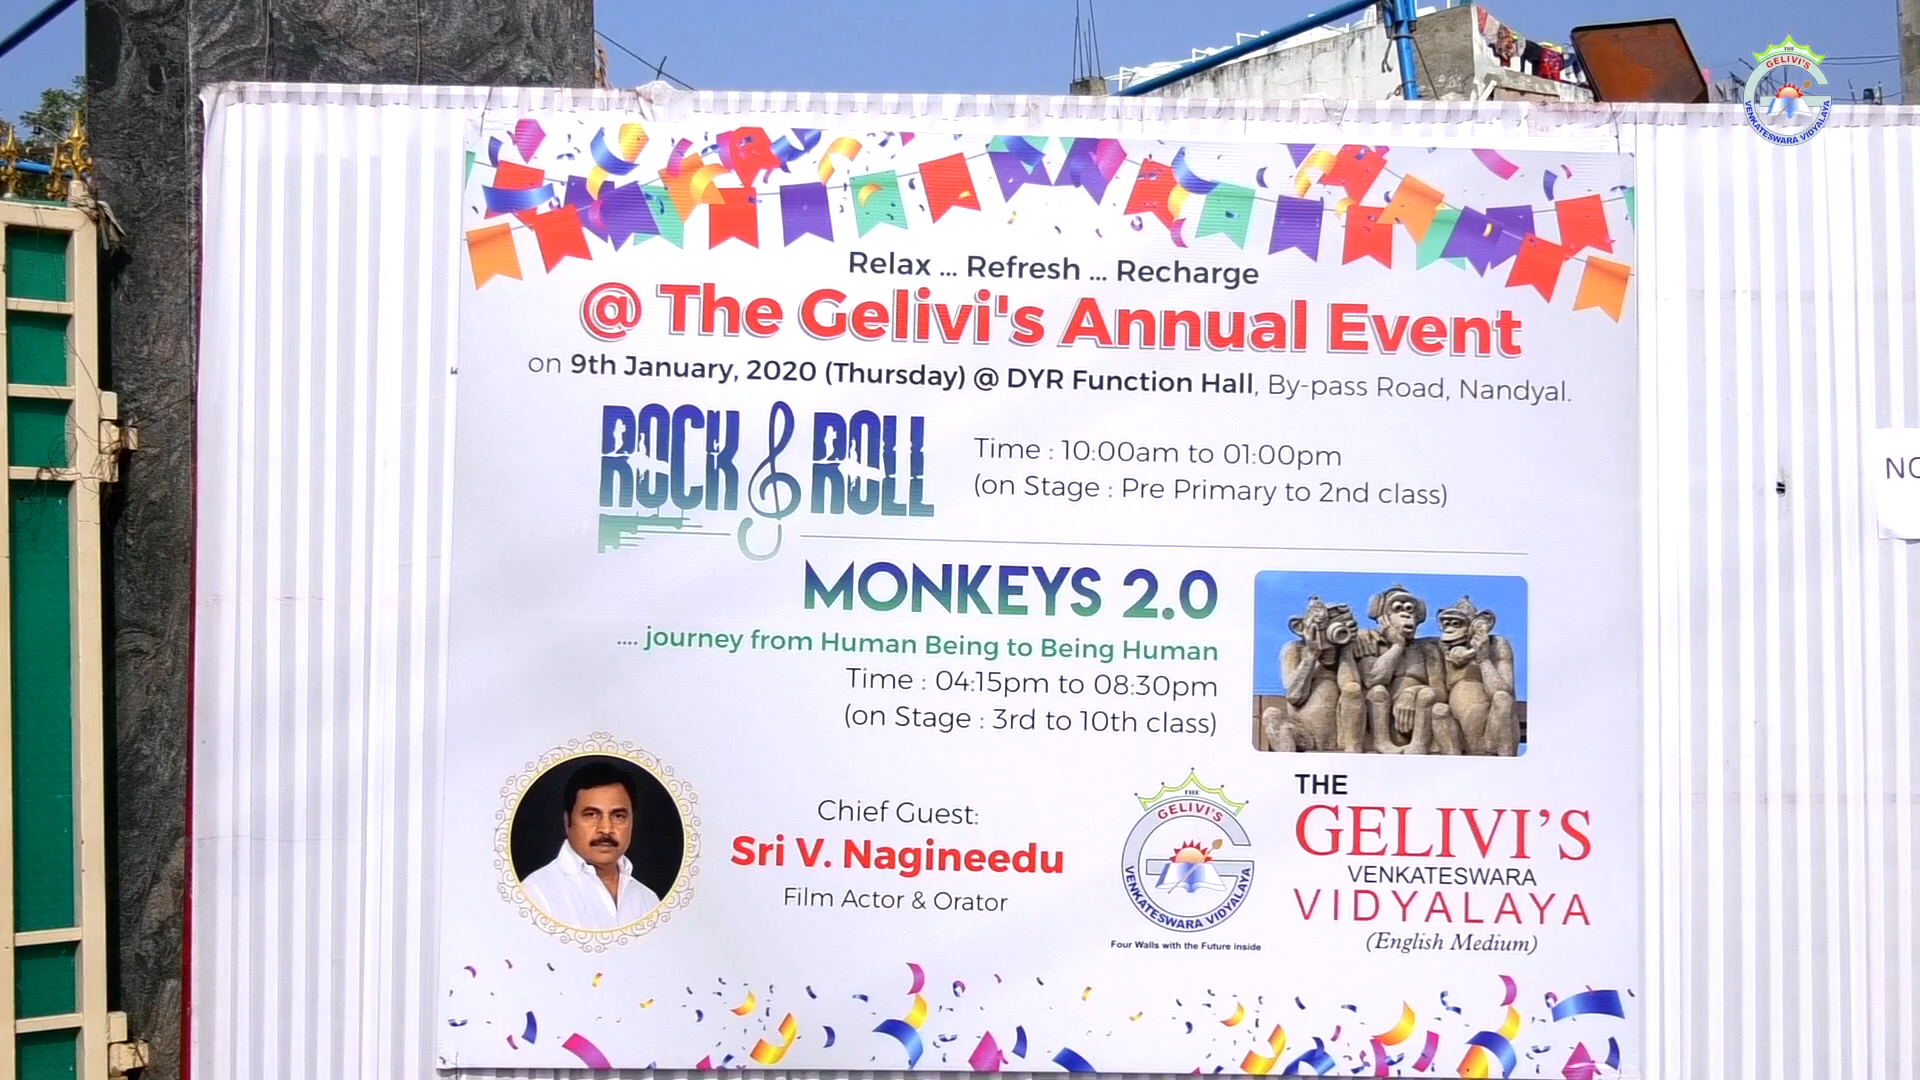 THE
GELIVI'S
VENKATESWARA VIDYALAYA
Relax ... Refresh ... Recharge
@ The Gelivi's Annual Event
on 9th January, 2020 (Thursday) @ DYR Function Hall, By-pass Road, Nandyal.
ROCK & ROLL
Time : 10:00am to 01:00pm
(on Stage : Pre Primary to 2nd class)
MONKEYS 2.0
.... journey from Human Being to Being Human
Time : 04:15pm to 08:30pm
(on Stage : 3rd to 10th class)
Chief Guest:
Sri V. Nagineedu
Film Actor & Orator
THE
GELIVI'S
VENKATESWARA VIDYALAYA
Four Walls with the Future inside
THE
GELIVI'S
VENKATESWARA
VIDYALAYA
(English Medium)